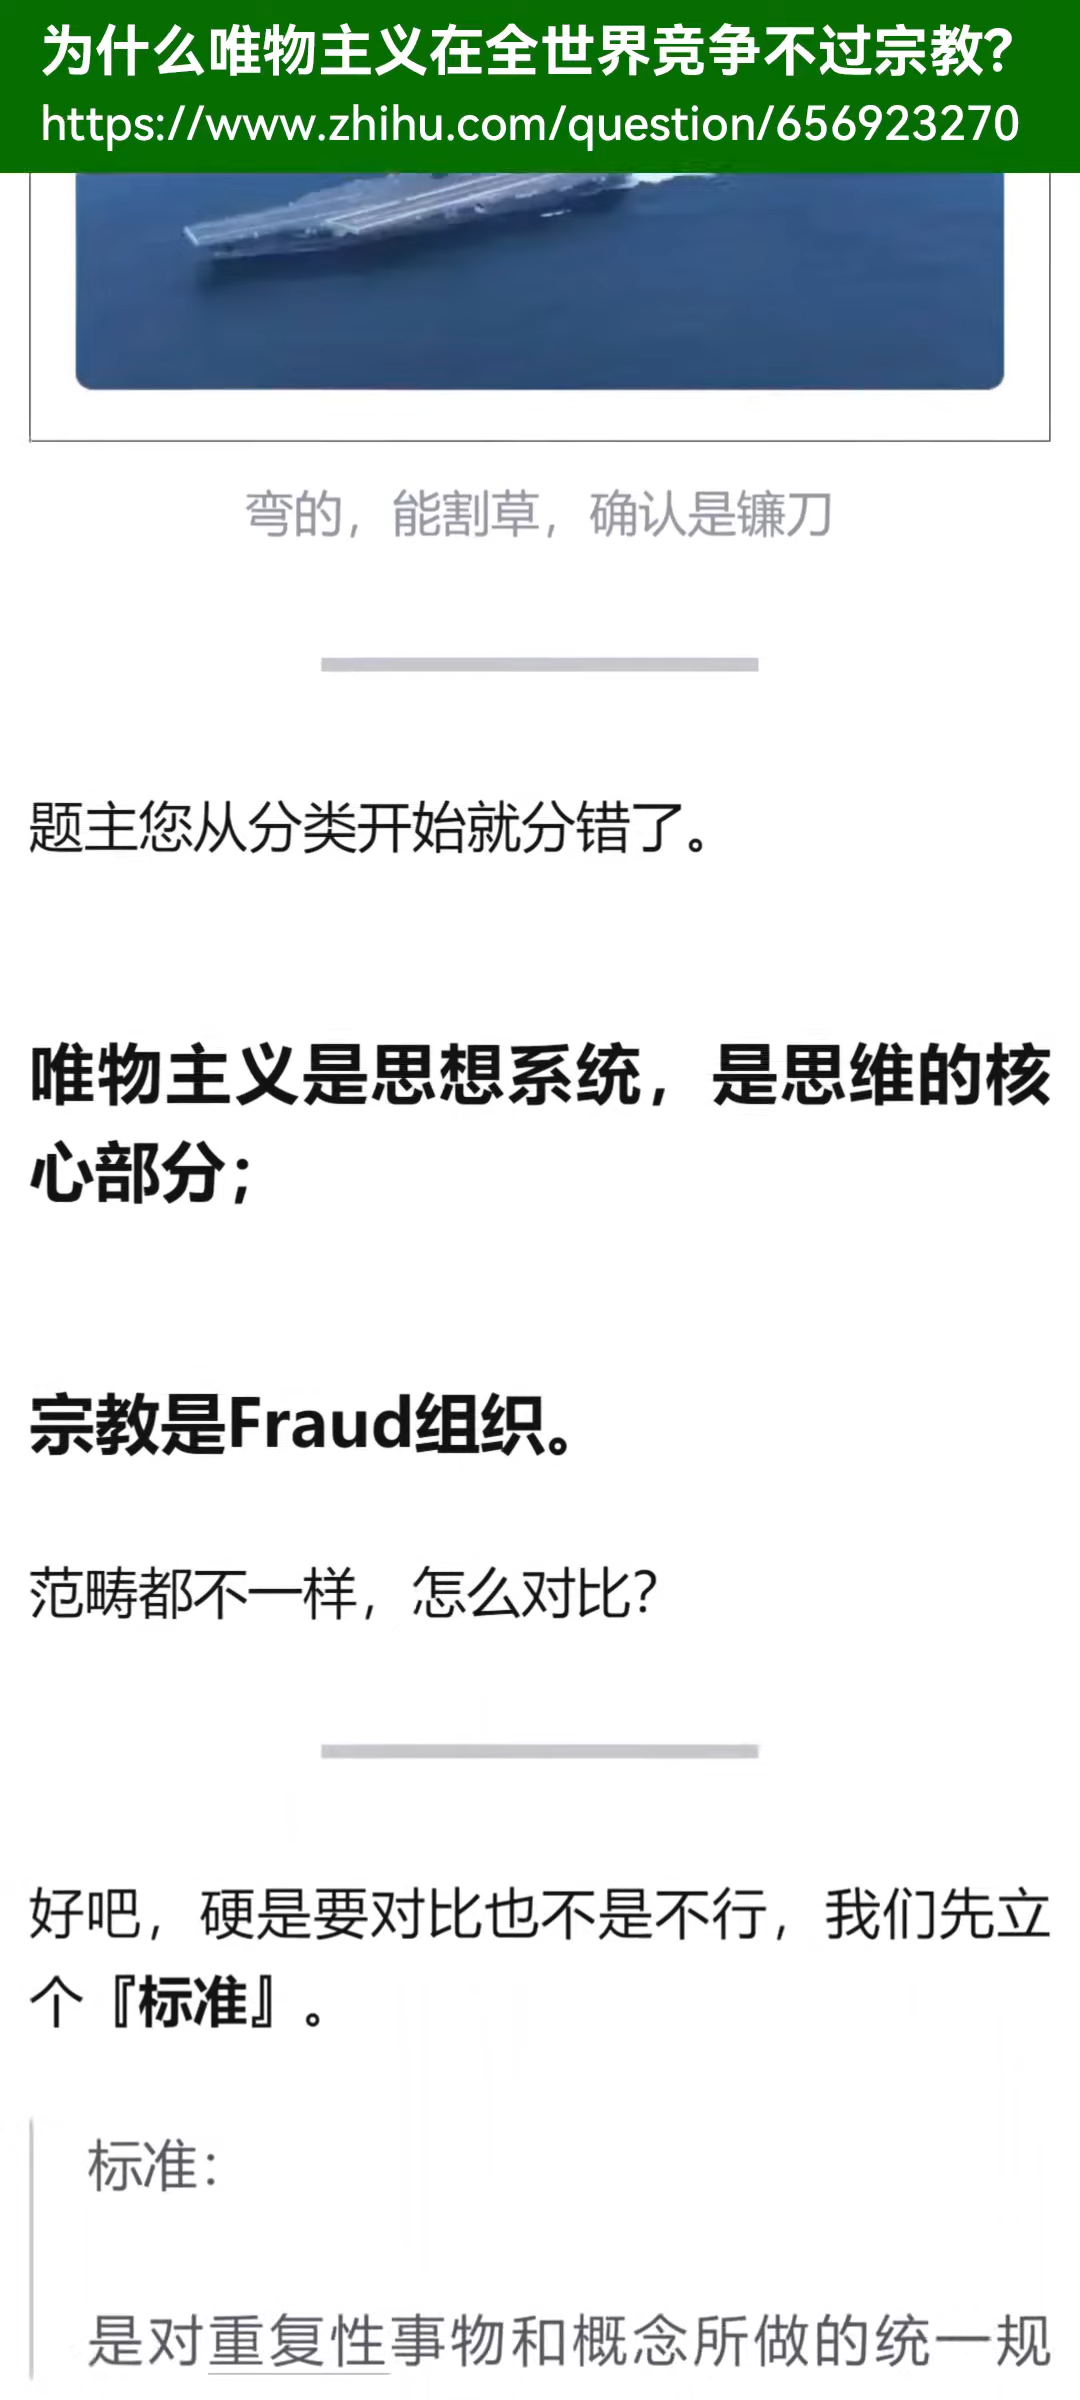 为什么唯物主义在全世界竞争不过宗教?
https://www.zhihu.com/question/656923270
弯的，能割草，确认是镰刀
题主您从分类开始就分错了。
唯物主义是思想系统，是思维的核
心部分；
宗教是Fraud组织。
范畴都不一样，怎么对比？
好吧，硬是要对比也不是不行，我们先立
个『标准』。
标准：
是对重复性事物和概念所做的统一规